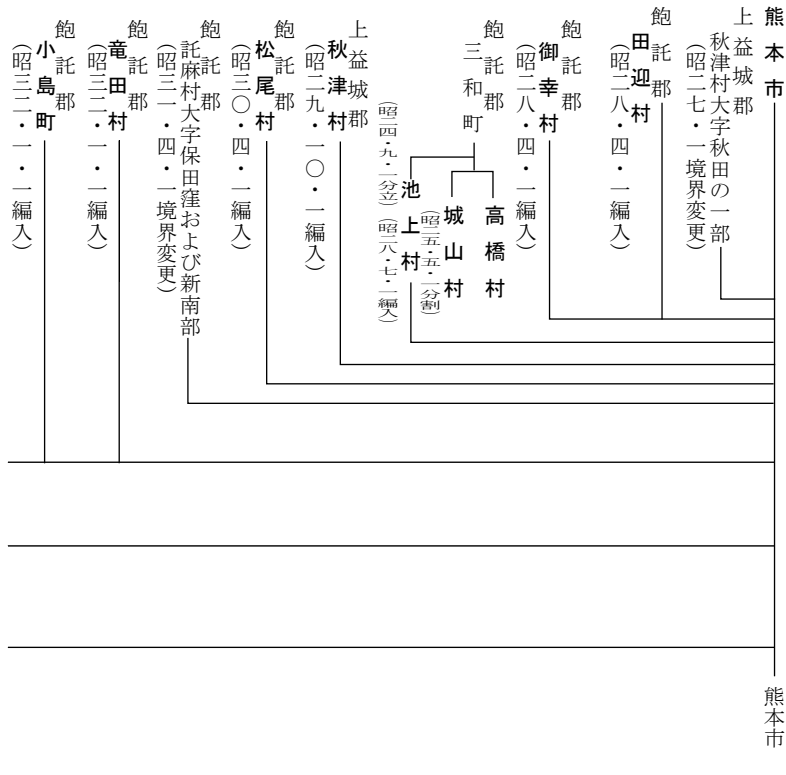 熊本市
上益城郡
秋津村大字秋田の一部
（昭二七・一境界変更）
飽託郡
田迎村
（昭二八・四・一編入）
飽託郡
御幸村
（昭二八・四・一編入）
飽託郡
三和町
高橋村
城山村
（昭二五・五・一分割）
池上村
（昭二四・九・一分立）（昭二八・七・一編入）
上益城郡
秋津村
（昭二九・一〇・一編入）
飽託郡
松尾村
（昭三〇・四・一編入）
飽託郡
託麻村大字保田窪および新南部
（昭三一・四・一境界変更）
飽託郡
竜田村
（昭三二・一・一編入）
飽託郡
小島町
（昭三二・一・一編入）
熊本市